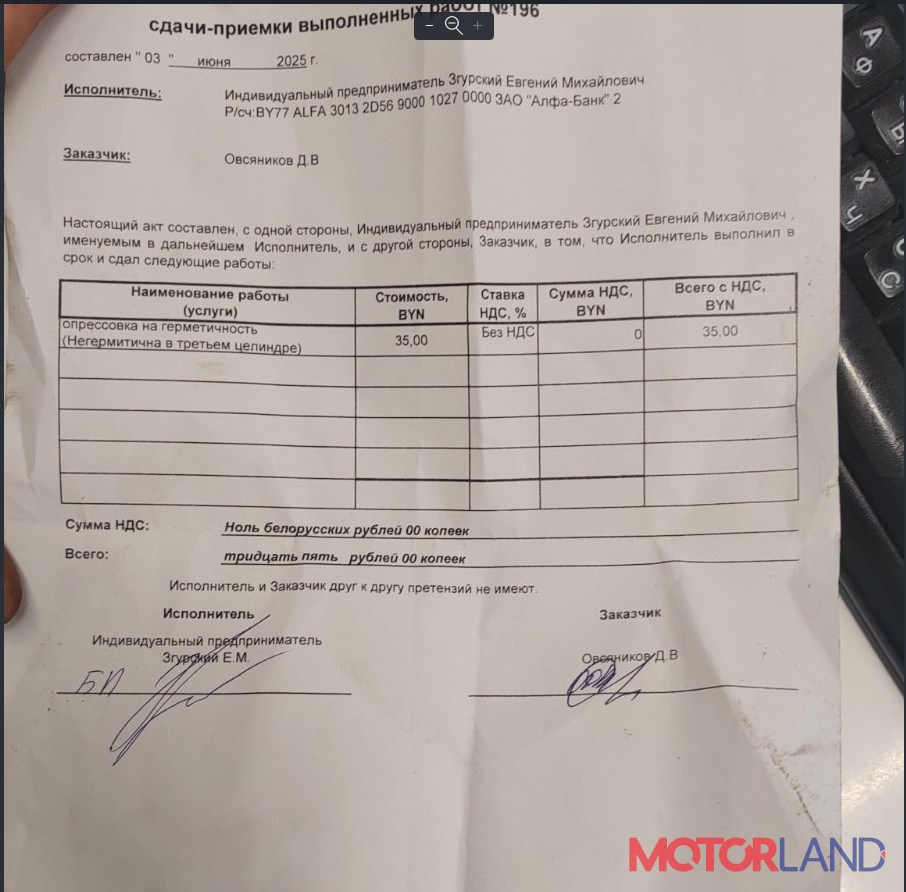 сдачи-приемки выполненных работ №196
составлен " 03 " июня 2025 г.
Исполнитель: Индивидуальный предприниматель Згурский Евгений Михайлович
Р/сч:BY77 ALFA 3013 2D56 9000 1027 0000 ЗАО "Алфа-Банк" 2
Заказчик: Овсяников Д.В
Настоящий акт составлен, с одной стороны, Индивидуальный предприниматель Згурский Евгений Михайлович ,
именуемым в дальнейшем Исполнитель, и с другой стороны, Заказчик, в том, что Исполнитель выполнил в
срок и сдал следующие работы:
Наименование работы (услуги) Стоимость, BYN Ставка НДС, % Сумма НДС, BYN Всего с НДС, BYN
опрессовка на герметичность
(Негермитична в третьем целиндре) 35,00 Без НДС 0 35,00
Сумма НДС: Ноль белорусских рублей 00 копеек
Всего: тридцать пять рублей 00 копеек
Исполнитель и Заказчик друг к другу претензий не имеют.
Исполнитель Заказчик
Индивидуальный предприниматель
Згурский Е.М. Овсяников Д.В
БП
А
Ф
Х
Ч
С
MOTORLAND